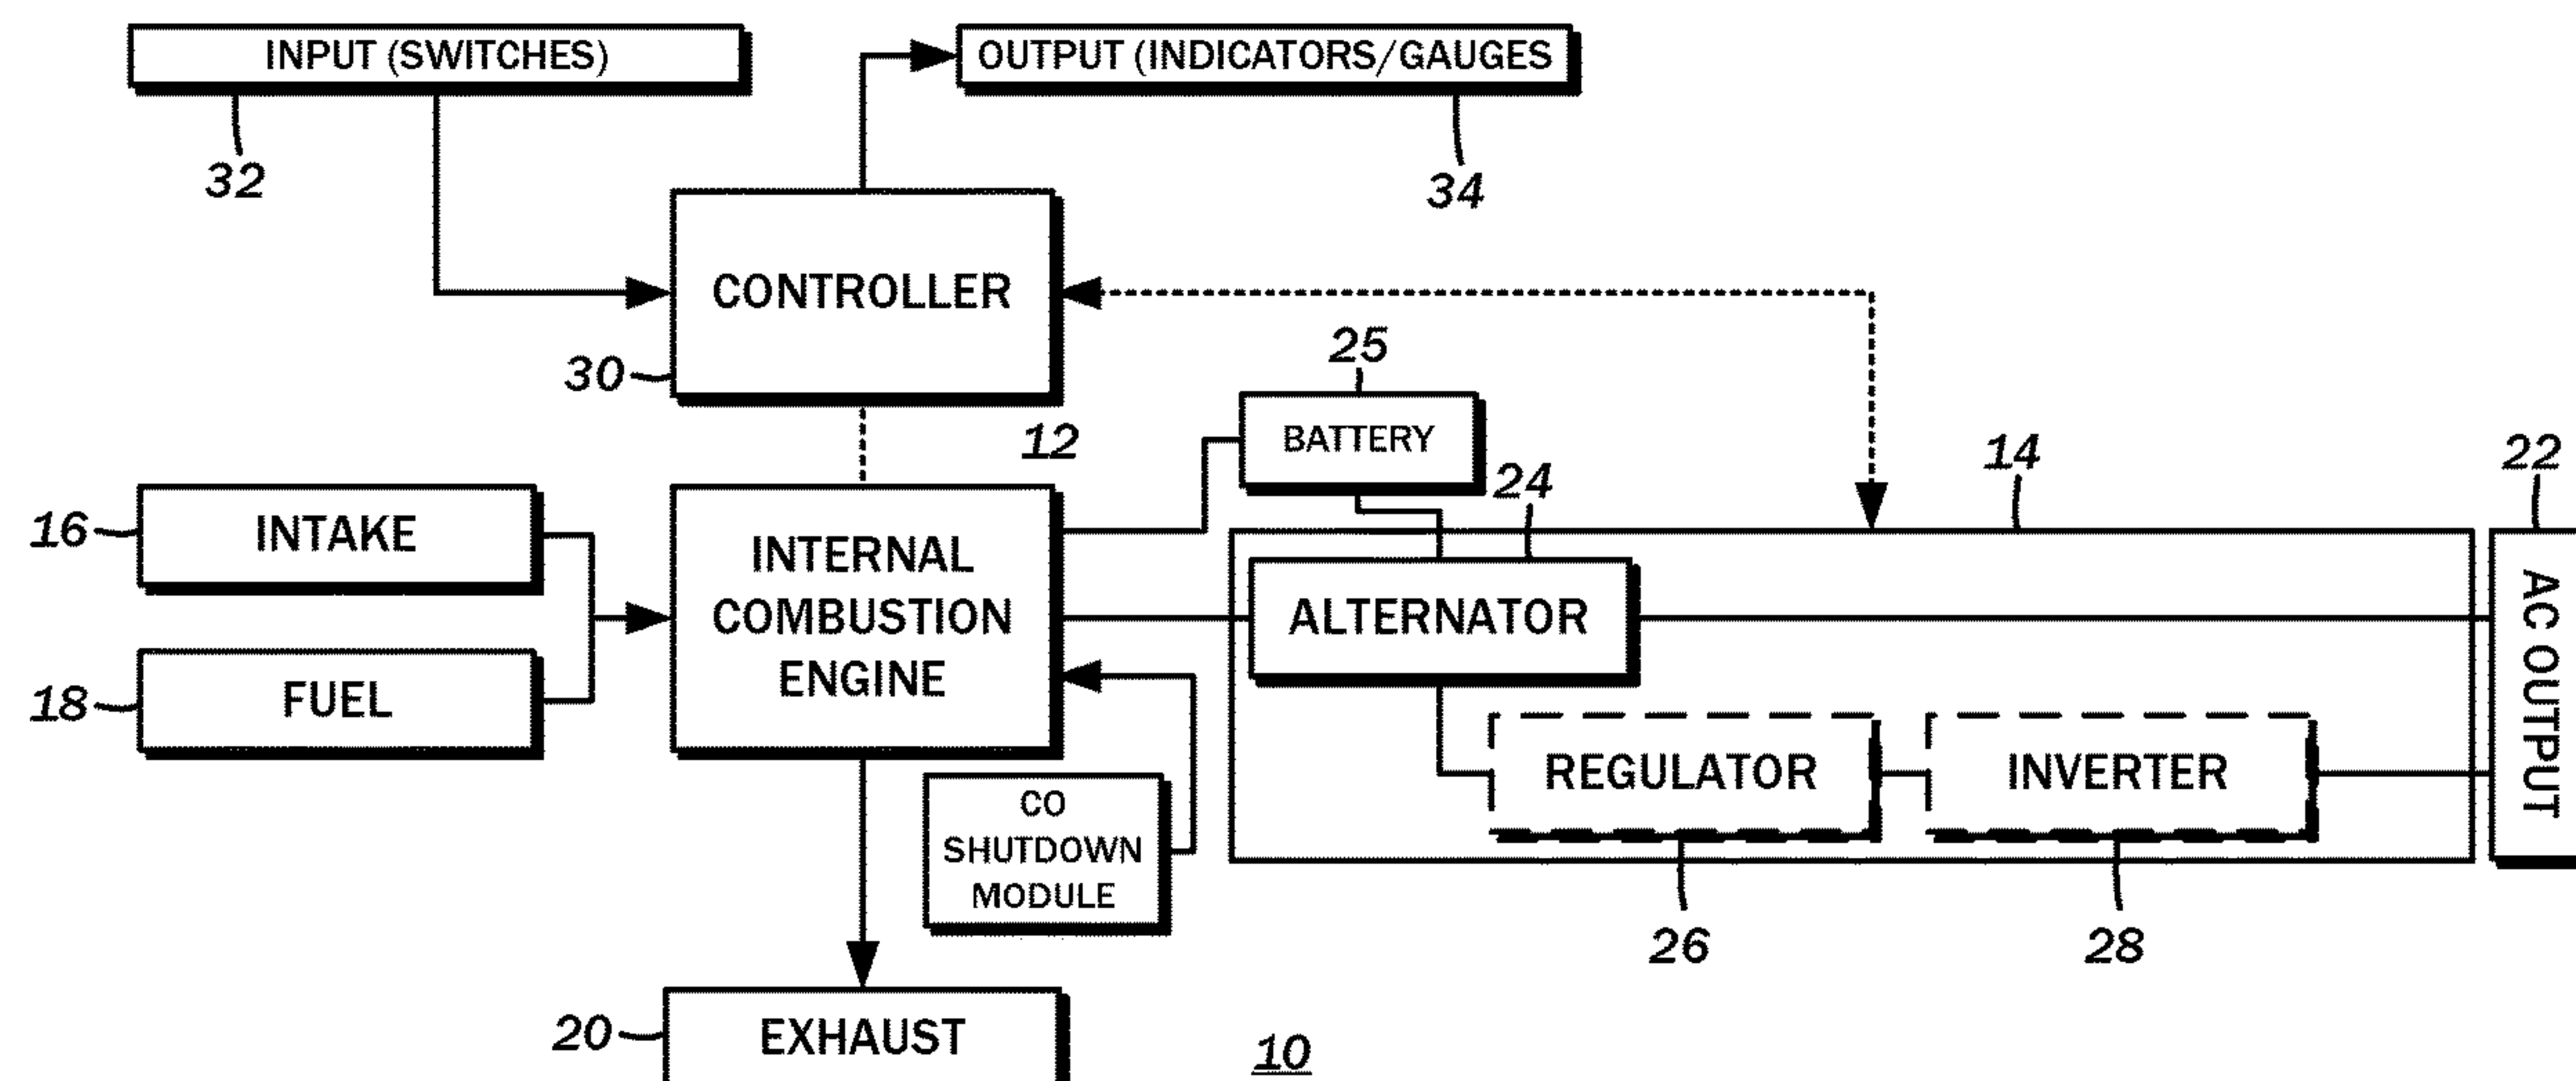 INPUT (SWITCHES)
OUTPUT (INDICATORS/GAUGES
32
34
CONTROLLER
30
25
BATTERY
12
24
14
22
16
INTAKE
INTERNAL
COMBUSTION
ENGINE
ALTERNATOR
AC OUTPUT
18
FUEL
REGULATOR
INVERTER
CO
SHUTDOWN
MODULE
26
28
20
EXHAUST
10